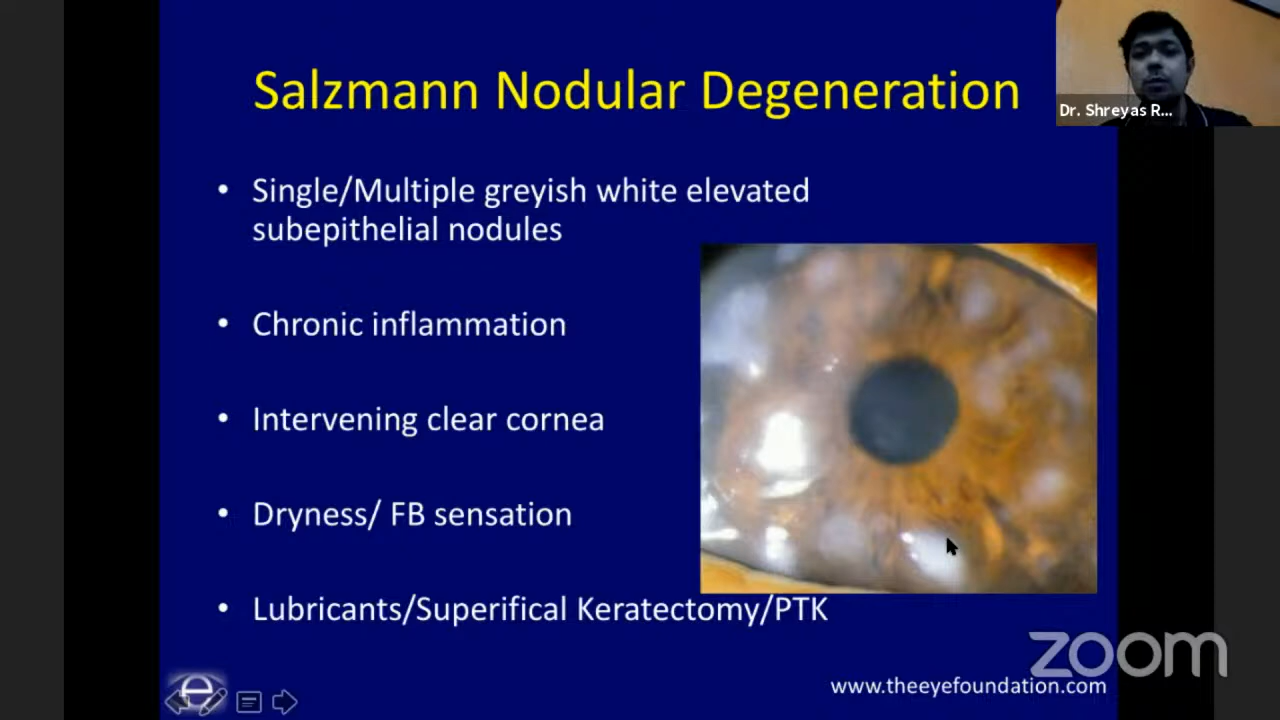 Salzmann Nodular Degeneration
Dr. Shreyas R...
• Single/Multiple greyish white elevated
subepithelial nodules
• Chronic inflammation
• Intervening clear cornea
• Dryness/ FB sensation
• Lubricants/Superifical Keratectomy/PTK
zoom
e
www.theeyefoundation.com